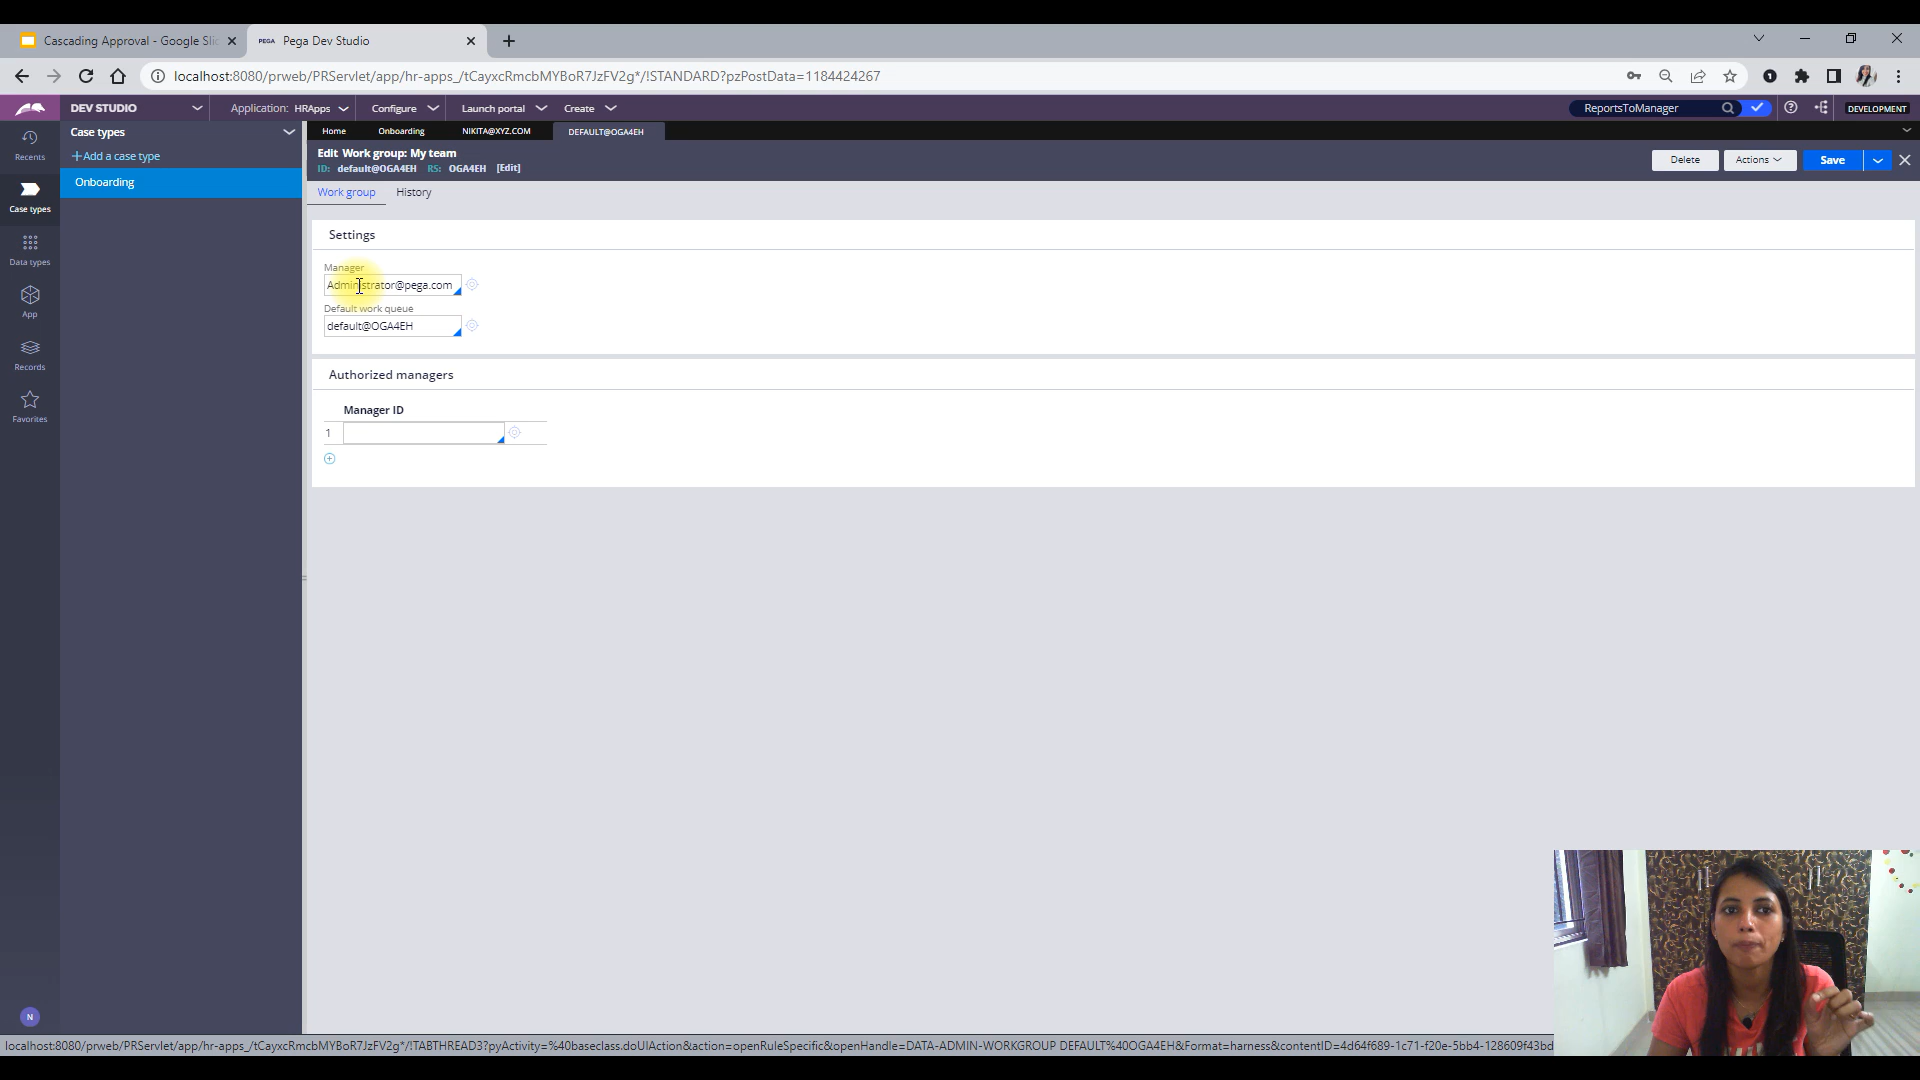 Cascading Approval - Google Slid
PEGA Pega Dev Studio
localhost:8080/prweb/PRServlet/app/hr-apps_/tCayxcRmcbMYBoR7JzFV2g*/!STANDARD?pzPostData=1184424267
DEV STUDIO
Application: HRApps
Configure
Launch portal
Create
ReportsToManager
DEVELOPMENT
Recents
Case types
Data types
App
Records
Favorites
N
Case types
+Add a case type
Onboarding
Home
Onboarding
NIKITA@XYZ.COM
DEFAULT@OGA4EH
Edit Work group: My team
ID: default@OGA4EH RS: OGA4EH [Edit]
Delete
Actions
Save
Work group
History
Settings
Manager
Administrator@pega.com
Default work queue
default@OGA4EH
Authorized managers
Manager ID
1
localhost:8080/prweb/PRServlet/app/hr-apps_/tCayxcRmcbMYBoR7JzFV2g*/!TABTHREAD3?pyActivity=%40baseclass.doUIAction&action=openRuleSpecific&openHandle=DATA-ADMIN-WORKGROUP DEFAULT%40OGA4EH&Format=harness&contentID=4d64f689-1c71-f20e-5bb4-128609f43bd